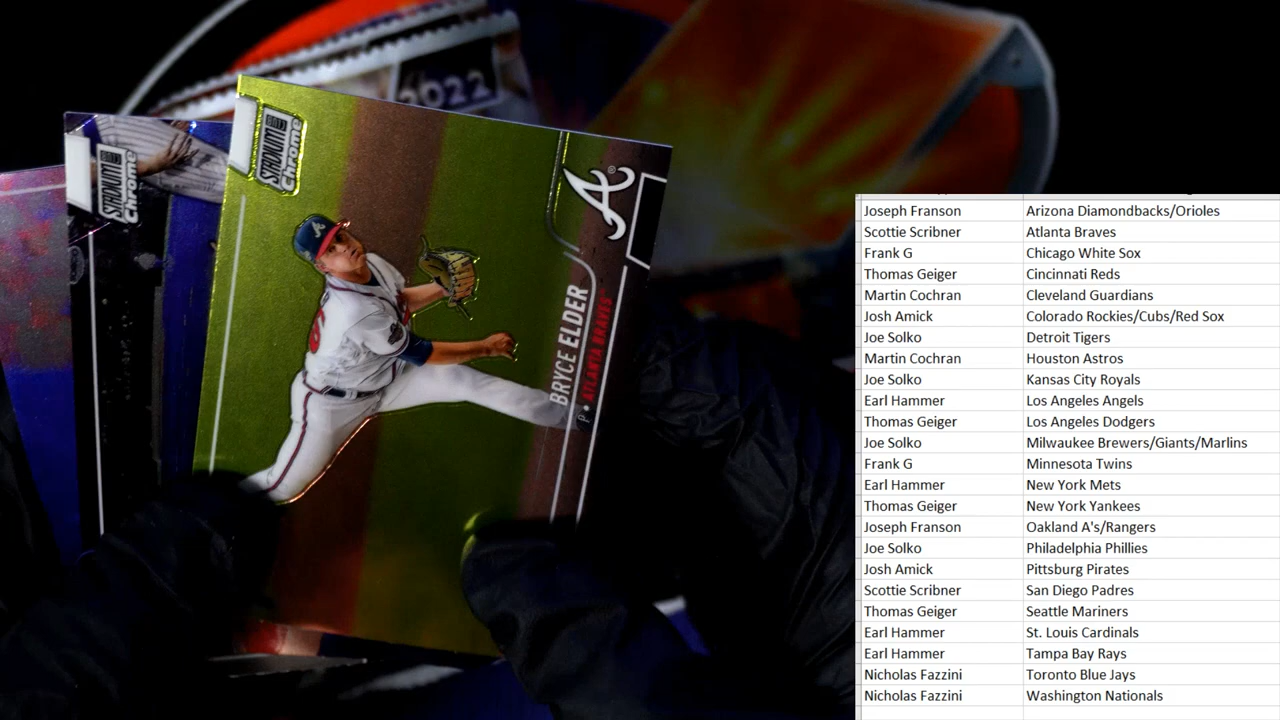 2022
STADIUM
CLUB
Chrome
STADIUM
CLUB
Chrome
A
BRYCE ELDER
P • ATLANTA BRAVES
Joseph Franson Arizona Diamondbacks/Orioles
Scottie Scribner Atlanta Braves
Frank G Chicago White Sox
Thomas Geiger Cincinnati Reds
Martin Cochran Cleveland Guardians
Josh Amick Colorado Rockies/Cubs/Red Sox
Joe Solko Detroit Tigers
Martin Cochran Houston Astros
Joe Solko Kansas City Royals
Earl Hammer Los Angeles Angels
Thomas Geiger Los Angeles Dodgers
Joe Solko Milwaukee Brewers/Giants/Marlins
Frank G Minnesota Twins
Earl Hammer New York Mets
Thomas Geiger New York Yankees
Joseph Franson Oakland A's/Rangers
Joe Solko Philadelphia Phillies
Josh Amick Pittsburg Pirates
Scottie Scribner San Diego Padres
Thomas Geiger Seattle Mariners
Earl Hammer St. Louis Cardinals
Earl Hammer Tampa Bay Rays
Nicholas Fazzini Toronto Blue Jays
Nicholas Fazzini Washington Nationals